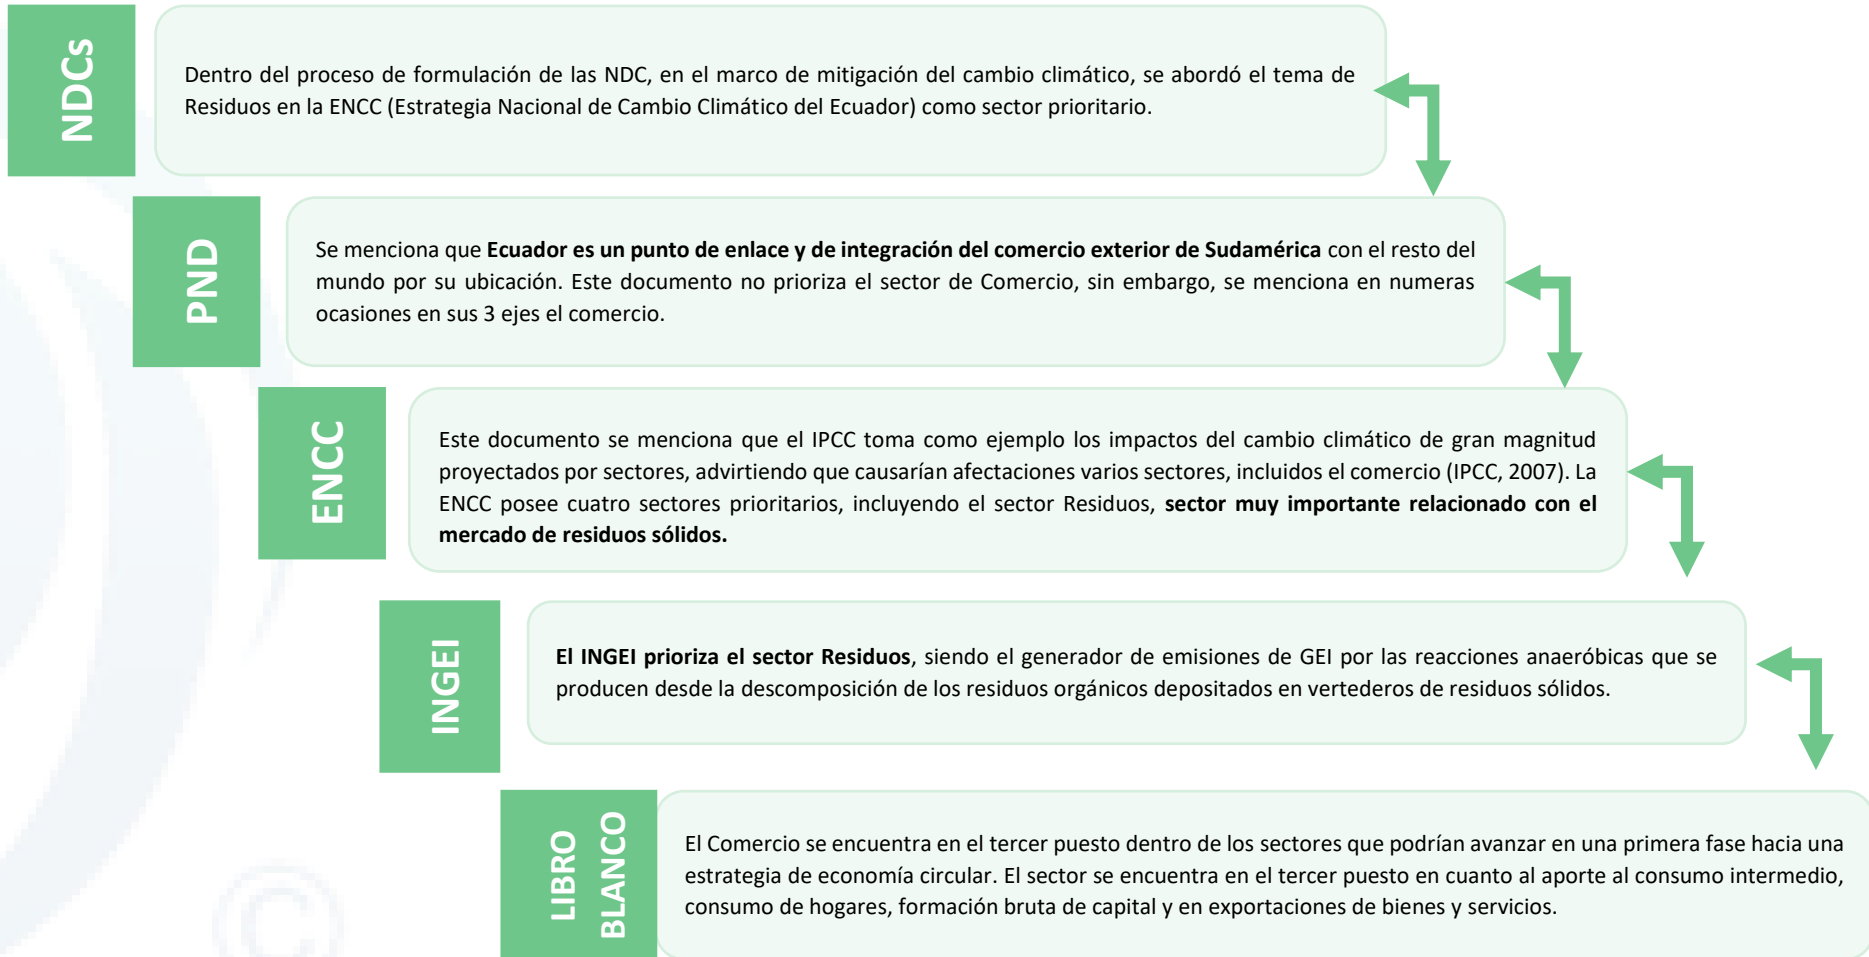 NDCs
Dentro del proceso de formulación de las NDC, en el marco de mitigación del cambio climático, se abordó el tema de
Residuos en la ENCC (Estrategia Nacional de Cambio Climático del Ecuador) como sector prioritario.
PND
Se menciona que Ecuador es un punto de enlace y de integración del comercio exterior de Sudamérica con el resto del
mundo por su ubicación. Este documento no prioriza el sector de Comercio, sin embargo, se menciona en numeras
ocasiones en sus 3 ejes el comercio.
ENCC
Este documento se menciona que el IPCC toma como ejemplo los impactos del cambio climático de gran magnitud
proyectados por sectores, advirtiendo que causarían afectaciones varios sectores, incluidos el comercio (IPCC, 2007). La
ENCC posee cuatro sectores prioritarios, incluyendo el sector Residuos, sector muy importante relacionado con el
mercado de residuos sólidos.
INGEI
El INGEI prioriza el sector Residuos, siendo el generador de emisiones de GEI por las reacciones anaeróbicas que se
producen desde la descomposición de los residuos orgánicos depositados en vertederos de residuos sólidos.
LIBRO
BLANCO
El Comercio se encuentra en el tercer puesto dentro de los sectores que podrían avanzar en una primera fase hacia una
estrategia de economía circular. El sector se encuentra en el tercer puesto en cuanto al aporte al consumo intermedio,
consumo de hogares, formación bruta de capital y en exportaciones de bienes y servicios.
©